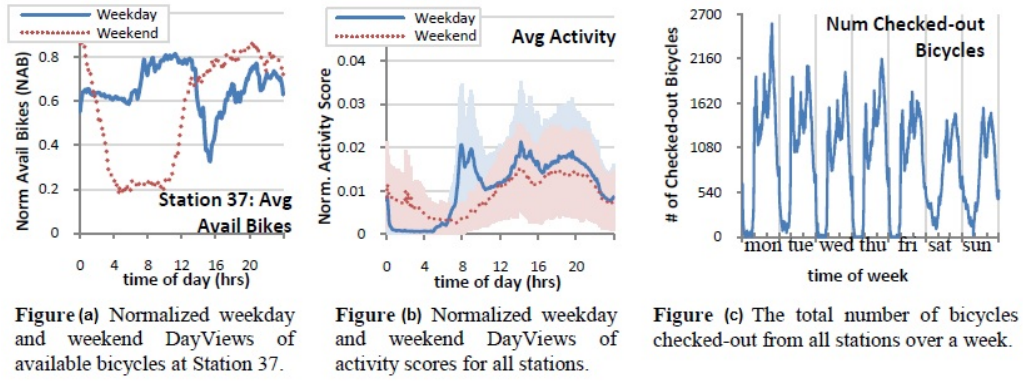 Weekday
Weekend
Norm Avail Bikes (NAB)
0.8
0.6
0.4
0.2
0
Station 37: Avg
Avail Bikes
0 4 8 12 16 20
time of day (hrs)
Figure (a) Normalized weekday
and weekend DayViews of
available bicycles at Station 37.
Weekday
Weekend
Avg Activity
Norm. Activity Score
0.04
0.03
0.02
0.01
0
0 4 8 12 16 20
time of day (hrs)
Figure (b) Normalized weekday
and weekend DayViews of
activity scores for all stations.
Num Checked-out
Bicycles
# of Checked-out Bicycles
2700
2160
1620
1080
540
0
mon tue wed thu fri sat sun
time of week
Figure (c) The total number of bicycles
checked-out from all stations over a week.